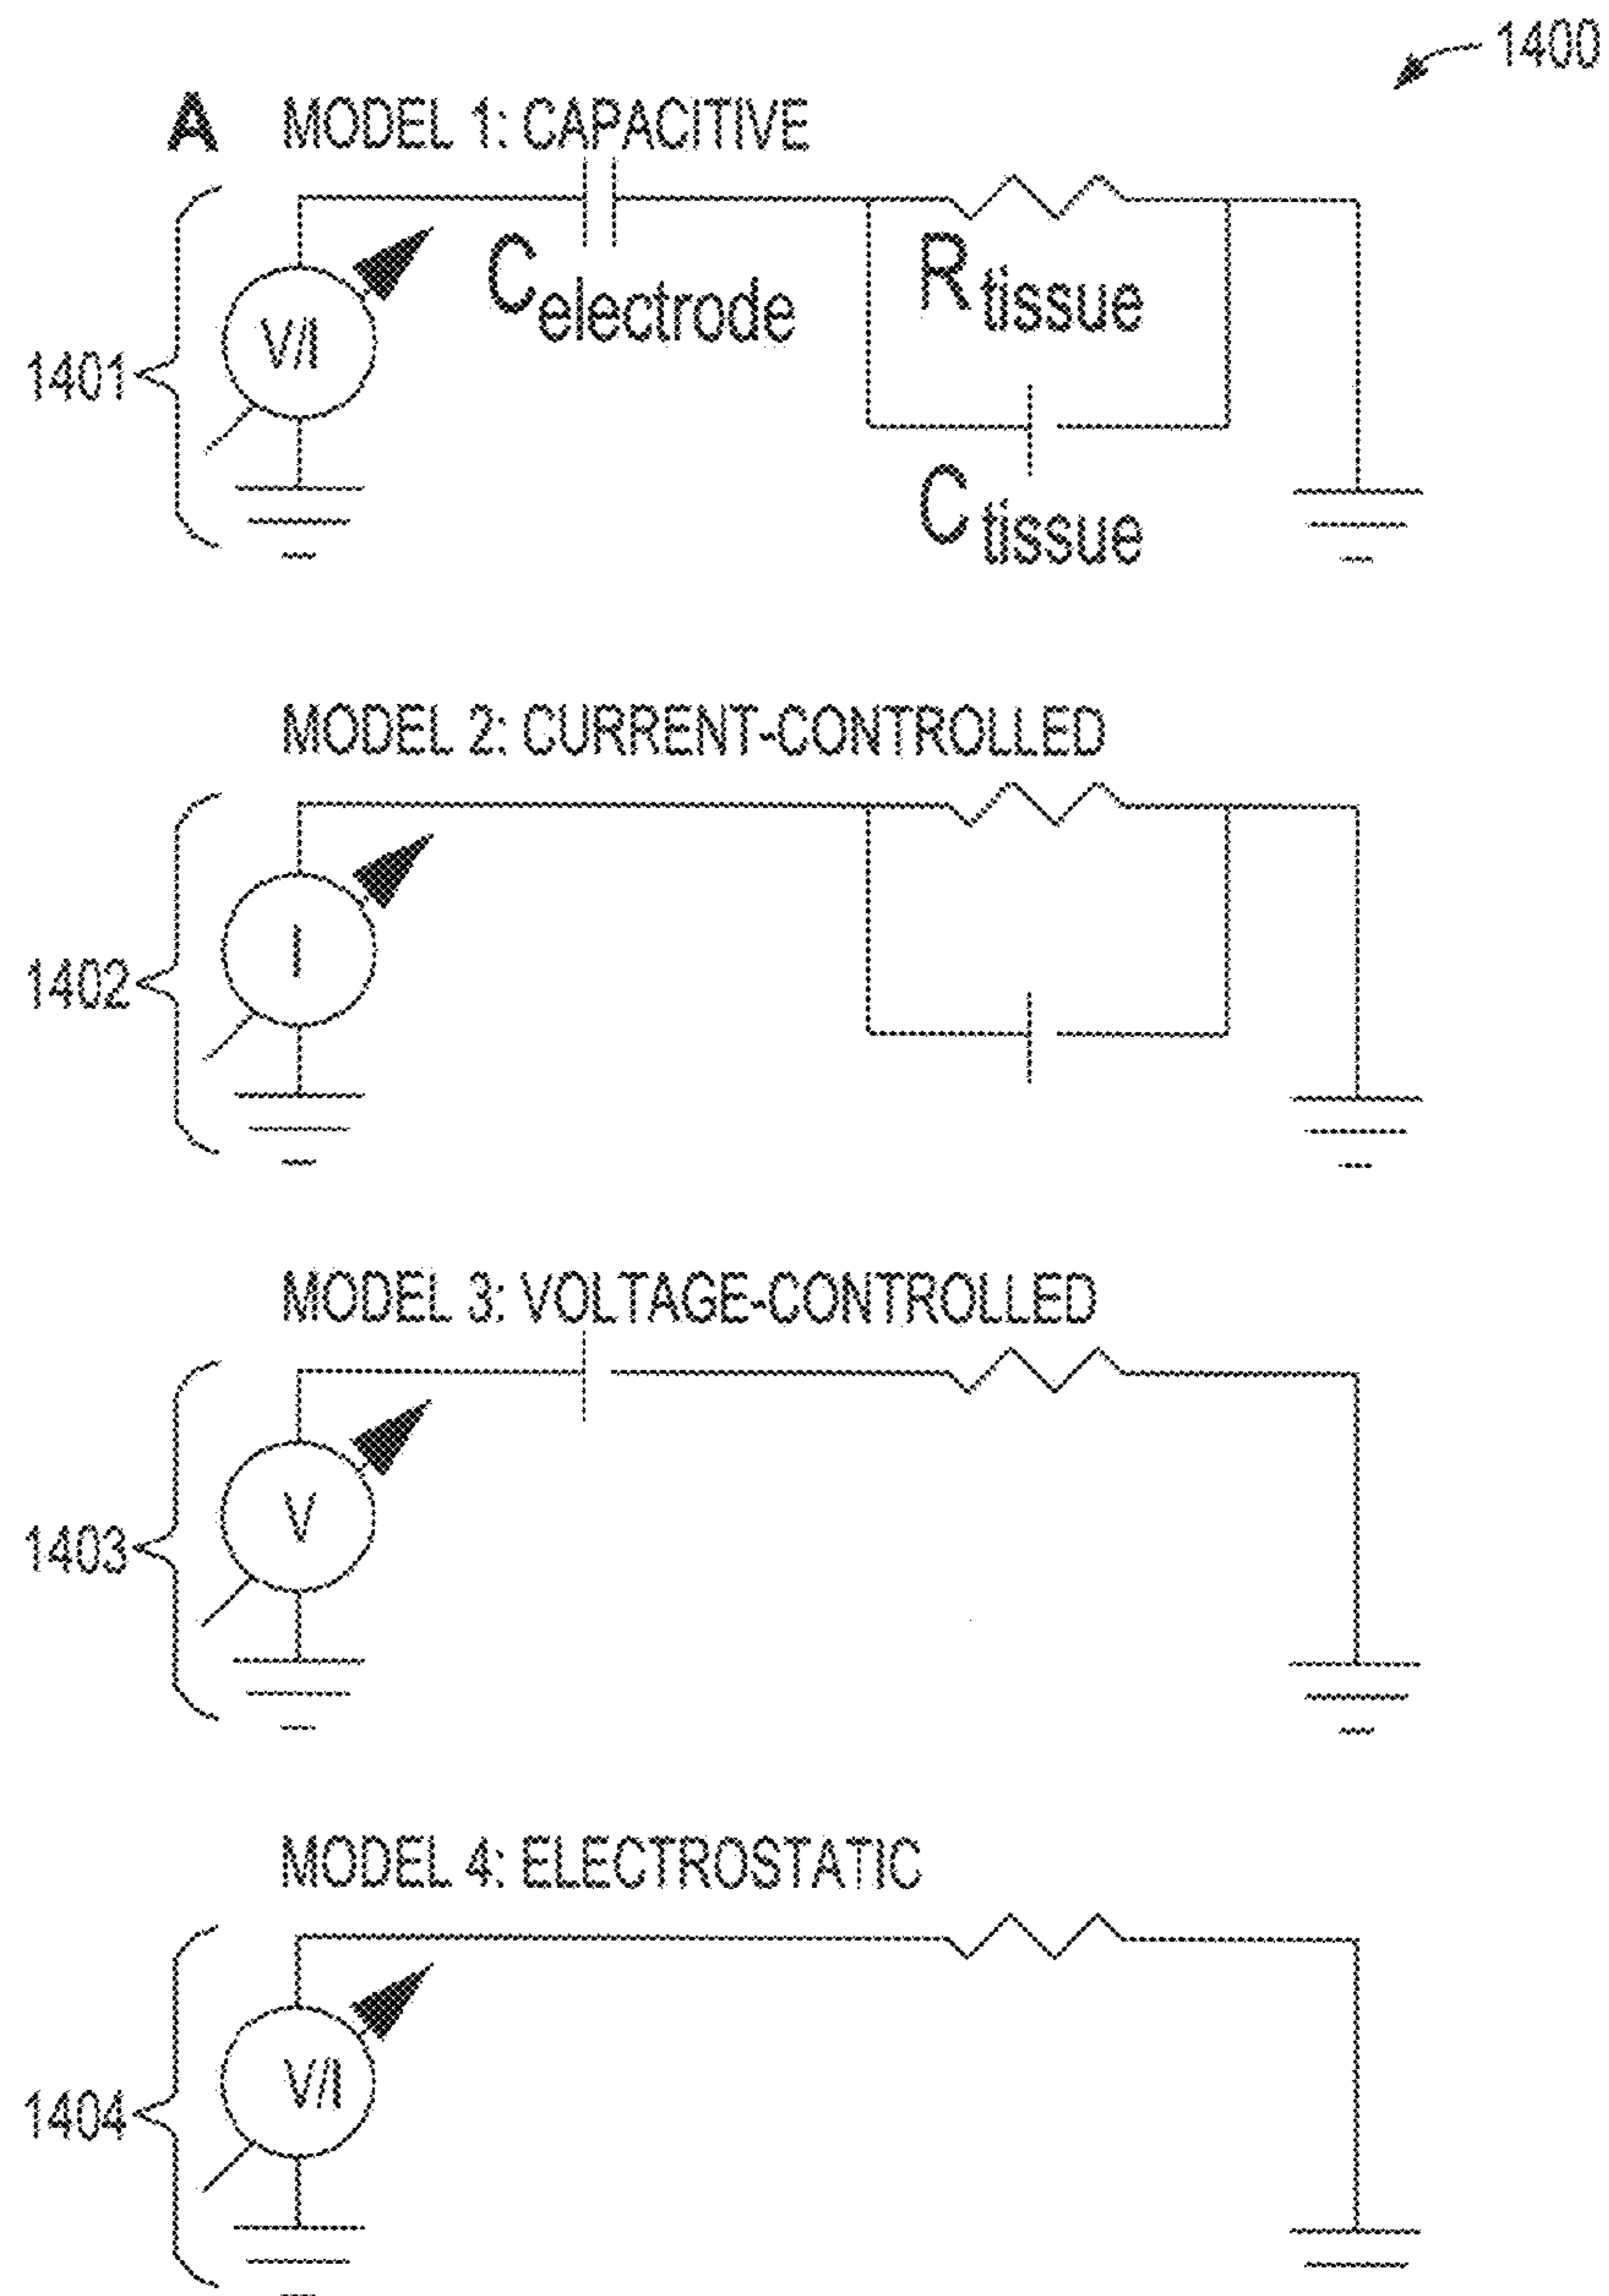 1400
A MODEL 1: CAPACITIVE
V/I
Celectrode
Rtissue
1401
Ctissue
MODEL 2: CURRENT-CONTROLLED
I
1402
MODEL 3: VOLTAGE-CONTROLLED
V
1403
MODEL 4: ELECTROSTATIC
V/I
1404